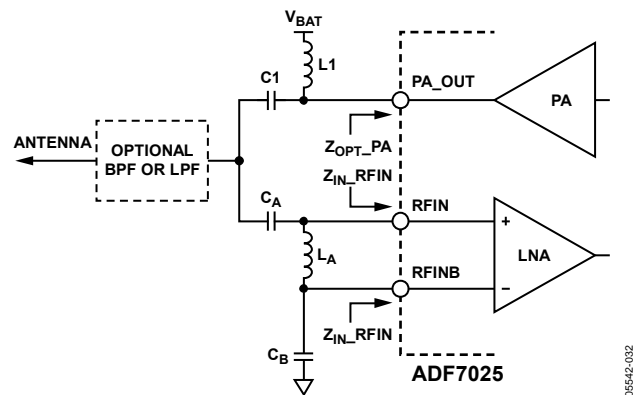 VBAT
L1
C1
PA_OUT
PA
ZOPT_PA
ANTENNA
OPTIONAL
BPF OR LPF
ZIN_RFIN
CA
RFIN
+
LA
LNA
RFINB
−
ZIN_RFIN
CB
ADF7025
05542-032